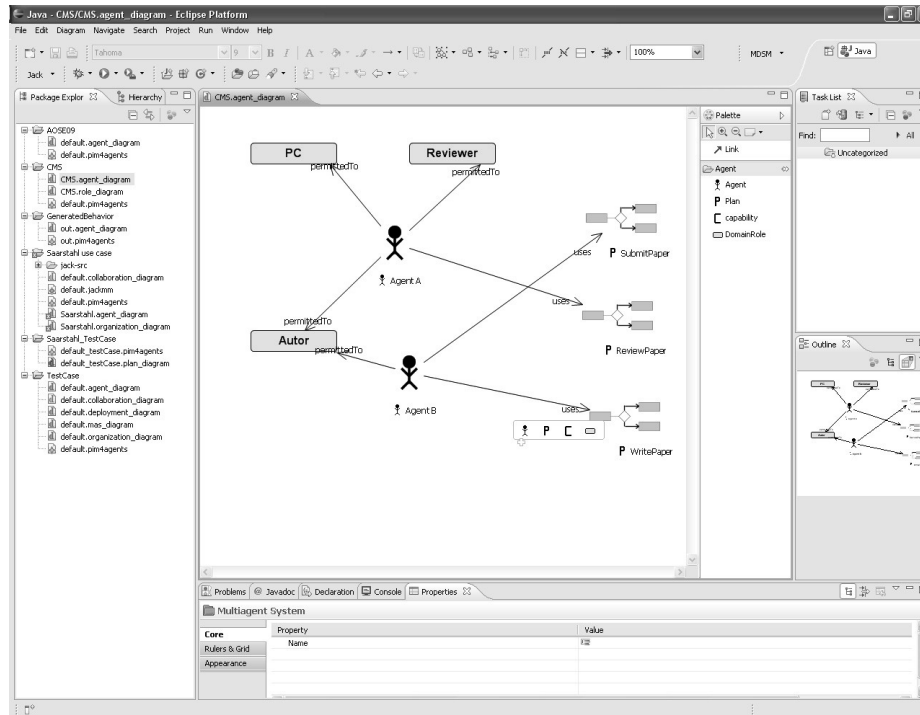 Java - CMS/CMS.agent_diagram - Eclipse Platform
File Edit Diagram Navigate Search Project Run Window Help
Tahoma 9 B I A 100% MDSM Java
Jack
Package Explor Hierarchy
AOSE09
default.agent_diagram
default.pim4agents
CMS
CMS.agent_diagram
CMS.role_diagram
default.pim4agents
GeneratedBehavior
out.agent_diagram
out.pim4agents
Saarstahl use case
jack-src
default.collaboration_diagram
default.jackmm
default.pim4agents
Saarstahl.agent_diagram
Saarstahl.organization_diagram
Saarstahl_TestCase
default_testCase.pim4agents
default_testCase.plan_diagram
TestCase
default.agent_diagram
default.collaboration_diagram
default.deployment_diagram
default.mas_diagram
default.organization_diagram
default.pim4agents
CMS.agent_diagram
PC
Reviewer
permittedTo
permittedTo
Agent A
uses
P SubmitPaper
uses
permittedTo
Autor
permittedTo
P ReviewPaper
Agent B
uses
P
P WritePaper
Palette
Link
Agent
Agent
P Plan
capability
DomainRole
Task List
Find: All
Uncategorized
Outline
Problems @ Javadoc Declaration Console Properties
Multiagent System
Core
Rulers & Grid
Appearance
Property Value
Name